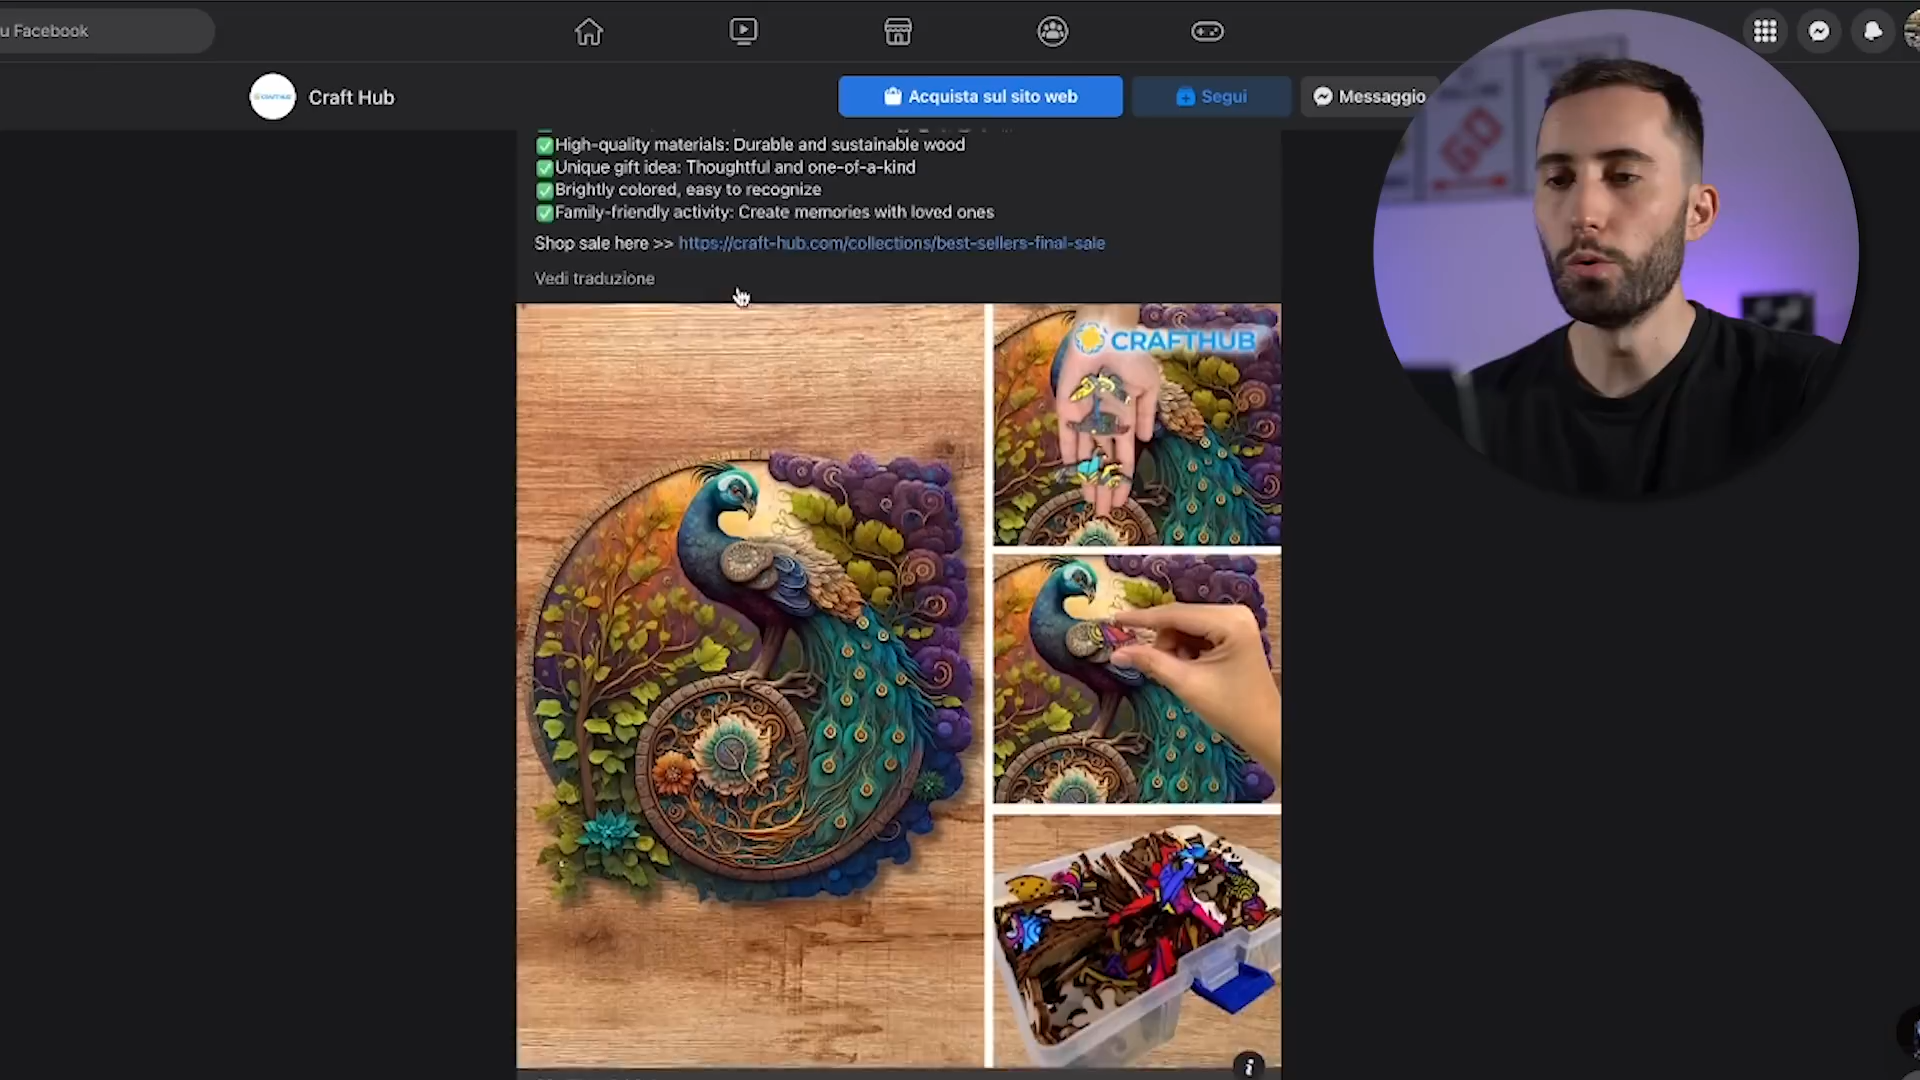 u Facebook
Craft Hub
Acquista sul sito web
Segui
Messaggio
GO
✅High-quality materials: Durable and sustainable wood
✅Unique gift idea: Thoughtful and one-of-a-kind
✅Brightly colored, easy to recognize
✅Family-friendly activity: Create memories with loved ones
Shop sale here >> https://craft-hub.com/collections/best-sellers-final-sale
Vedi traduzione
CRAFTHUB